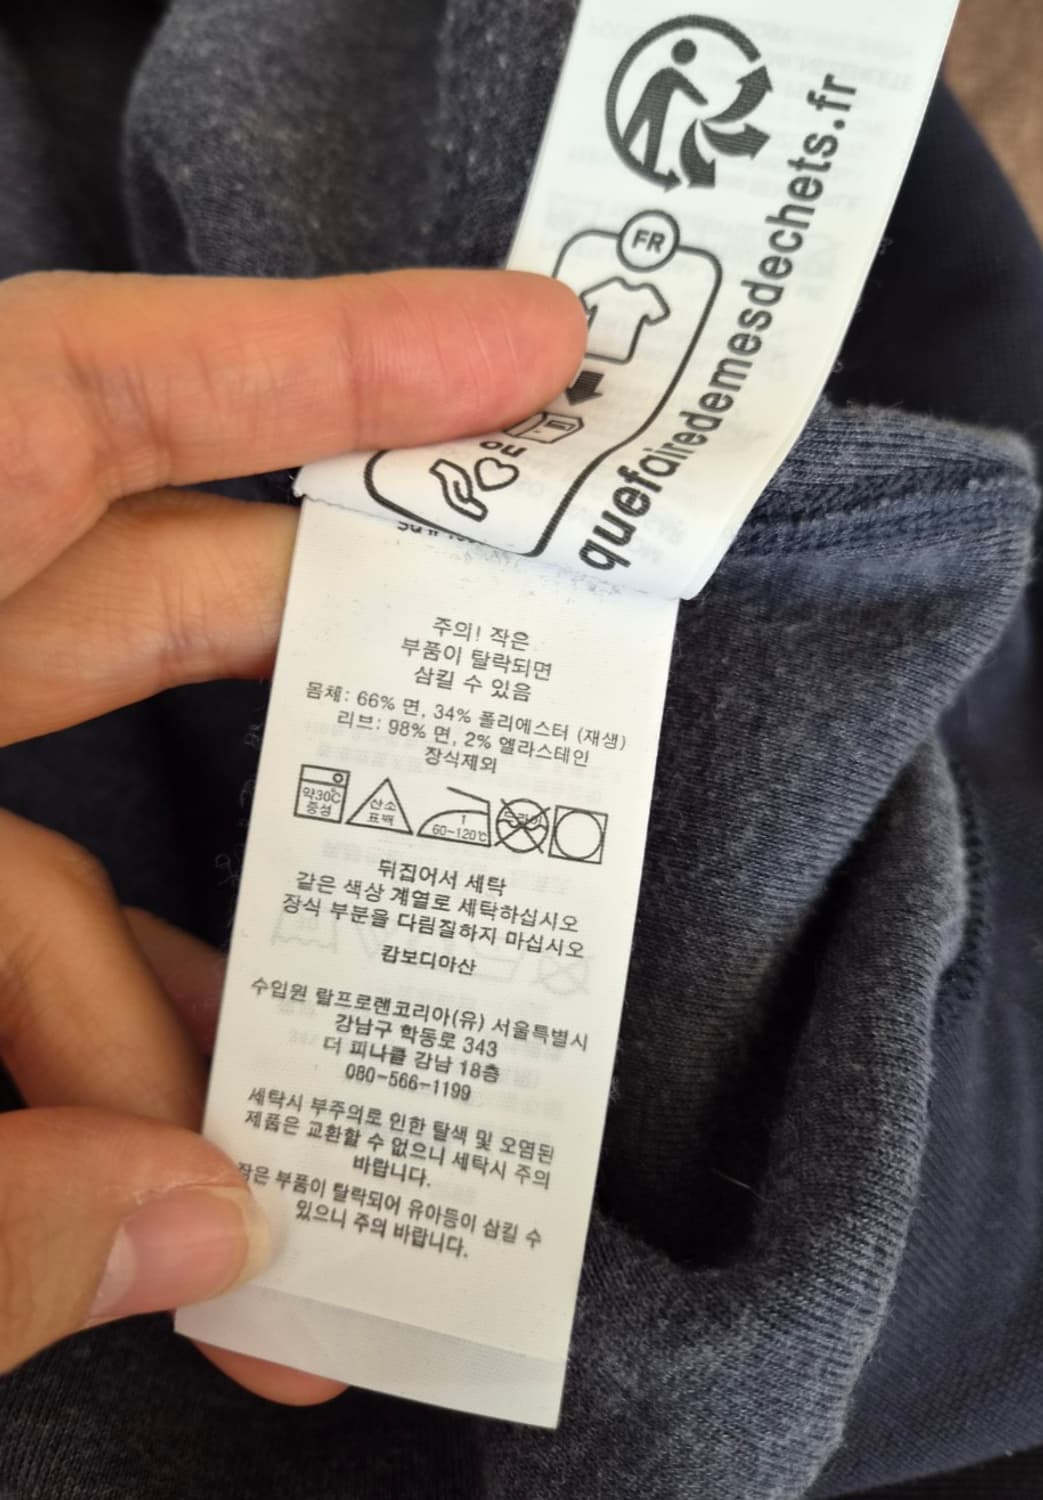 FR
OU
quefairedemesdechets.fr
주의! 작은
부품이 탈락되면
삼킬 수 있음
몸체: 66% 면, 34% 폴리에스터 (재생)
리브: 98% 면, 2% 엘라스테인
장식제외
약30℃
중성
산소
표백
1
60~120℃
드라이
뒤집어서 세탁
같은 색상 계열로 세탁하십시오
장식 부분을 다림질하지 마십시오
캄보디아산
수입원 랄프로렌코리아(유) 서울특별시
강남구 학동로 343
더 피나클 강남 18층
080-566-1199
세탁시 부주의로 인한 탈색 및 오염된
제품은 교환할 수 없으니 세탁시 주의
바랍니다.
작은 부품이 탈락되어 유아등이 삼킬 수
있으니 주의 바랍니다.